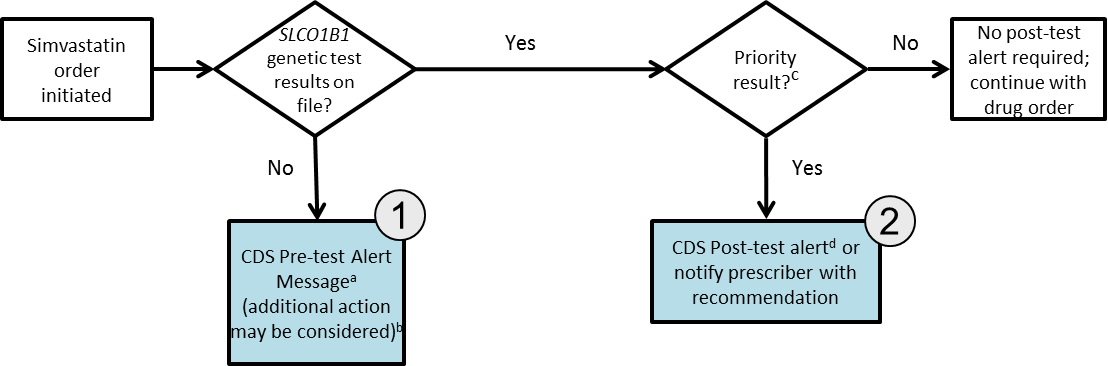 Simvastatin
order
initiated
SLCO1B1
genetic test
results on
file?
Yes
Priority
result?c
No
No post-test
alert required;
continue with
drug order
No
Yes
1
CDS Pre-test Alert
Messagea
(additional action
may be considered)b
2
CDS Post-test alertd or
notify prescriber with
recommendation